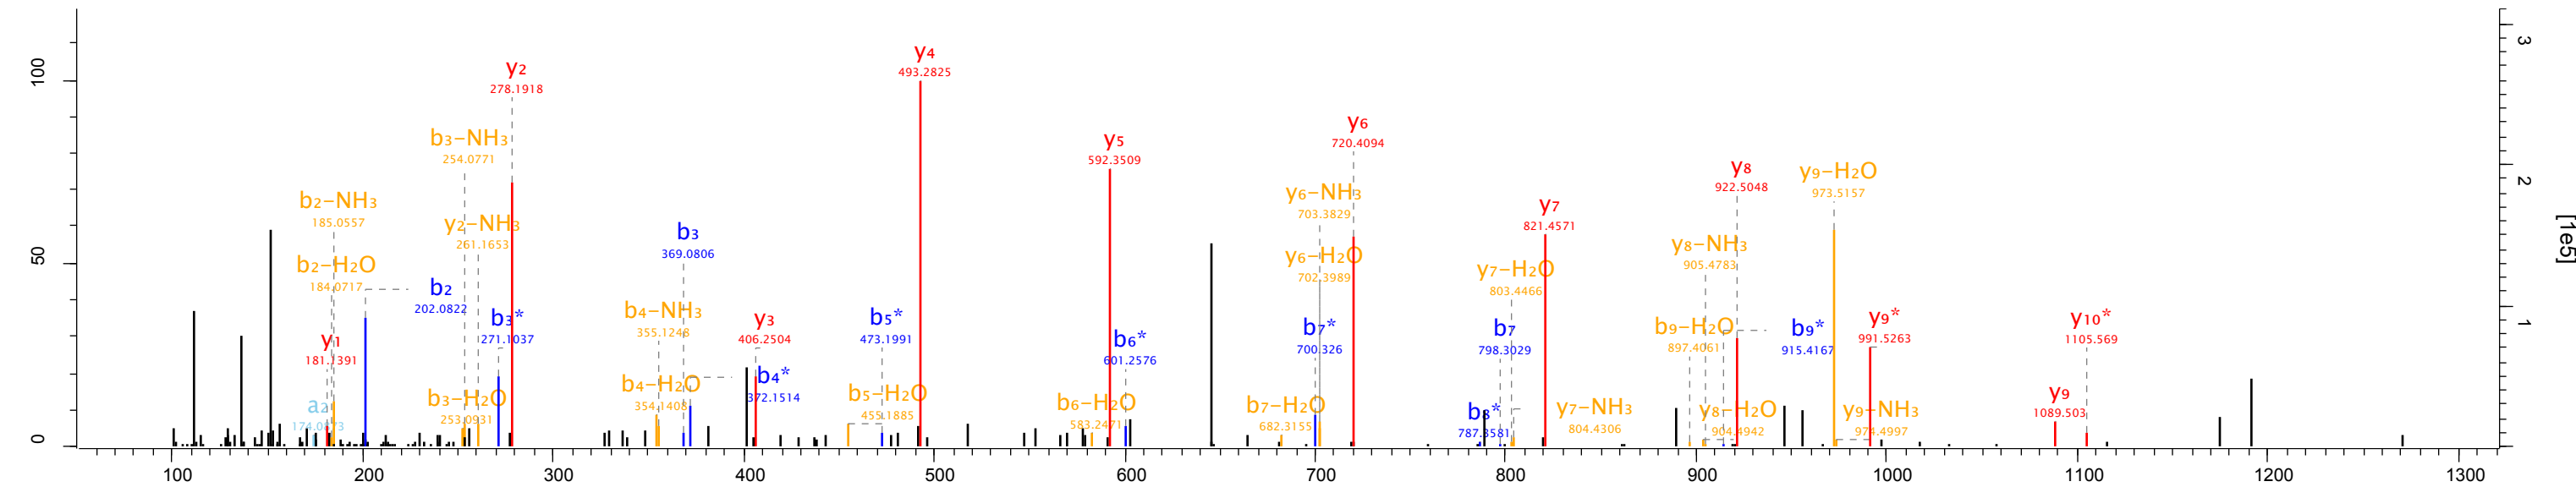 y4
493.2825
y2
278.1918
b3-NH3
254.0771
y5
592.3509
y6
720.4094
y8
922.5048
y9-H2O
973.5157
b2-NH3
185.0557
y2-NH3
261.1653
y6-NH3
703.3829
y7
821.4571
b3
369.0806
y8-NH3
905.4783
y6-H2O
702.3989
b2-H2O
184.0717
y7-H2O
803.4466
b2
202.0822
b3*
271.1037
b4-NH3
355.1248
y3
406.2504
b5*
473.1991
b7*
700.326
b7
798.3029
b9-H2O
897.4061
b9*
915.4167
y9*
991.5263
y10*
1105.569
y1
181.1391
b6*
601.2576
b4-H2O
354.1408
b4*
372.1514
b5-H2O
455.1885
b3-H2O
253.0931
a2
b6-H2O
583.2471
b7-H2O
682.3155
b8*
787.3581
y7-NH3
804.4306
y8-H2O
904.4942
y9-NH3
974.4997
y9
1089.503
0
50
100
1
2
3
[1e5]
100 200 300 400 500 600 700 800 900 1000 1100 1200 1300